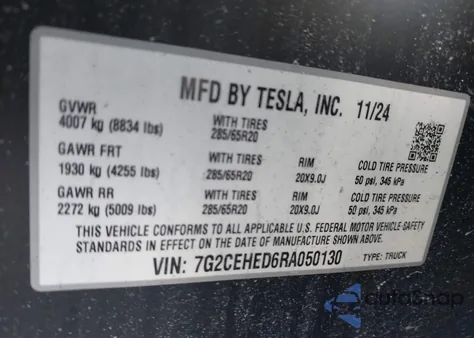 MFD BY TESLA, INC. 11/24
GVWR
4007 kg (8834 lbs) WITH TIRES 285/65R20
GAWR FRT
1930 kg (4255 lbs) WITH TIRES 285/65R20 RIM 20X9.0J COLD TIRE PRESSURE 50 psi, 345 kPa
GAWR RR
2272 kg (5009 lbs) WITH TIRES 285/65R20 RIM 20X9.0J COLD TIRE PRESSURE 50 psi, 345 kPa
THIS VEHICLE CONFORMS TO ALL APPLICABLE U.S. FEDERAL MOTOR VEHICLE SAFETY
STANDARDS IN EFFECT ON THE DATE OF MANUFACTURE SHOWN ABOVE.
VIN: 7G2CEHED6RA050130 TYPE: TRUCK
autoSnap